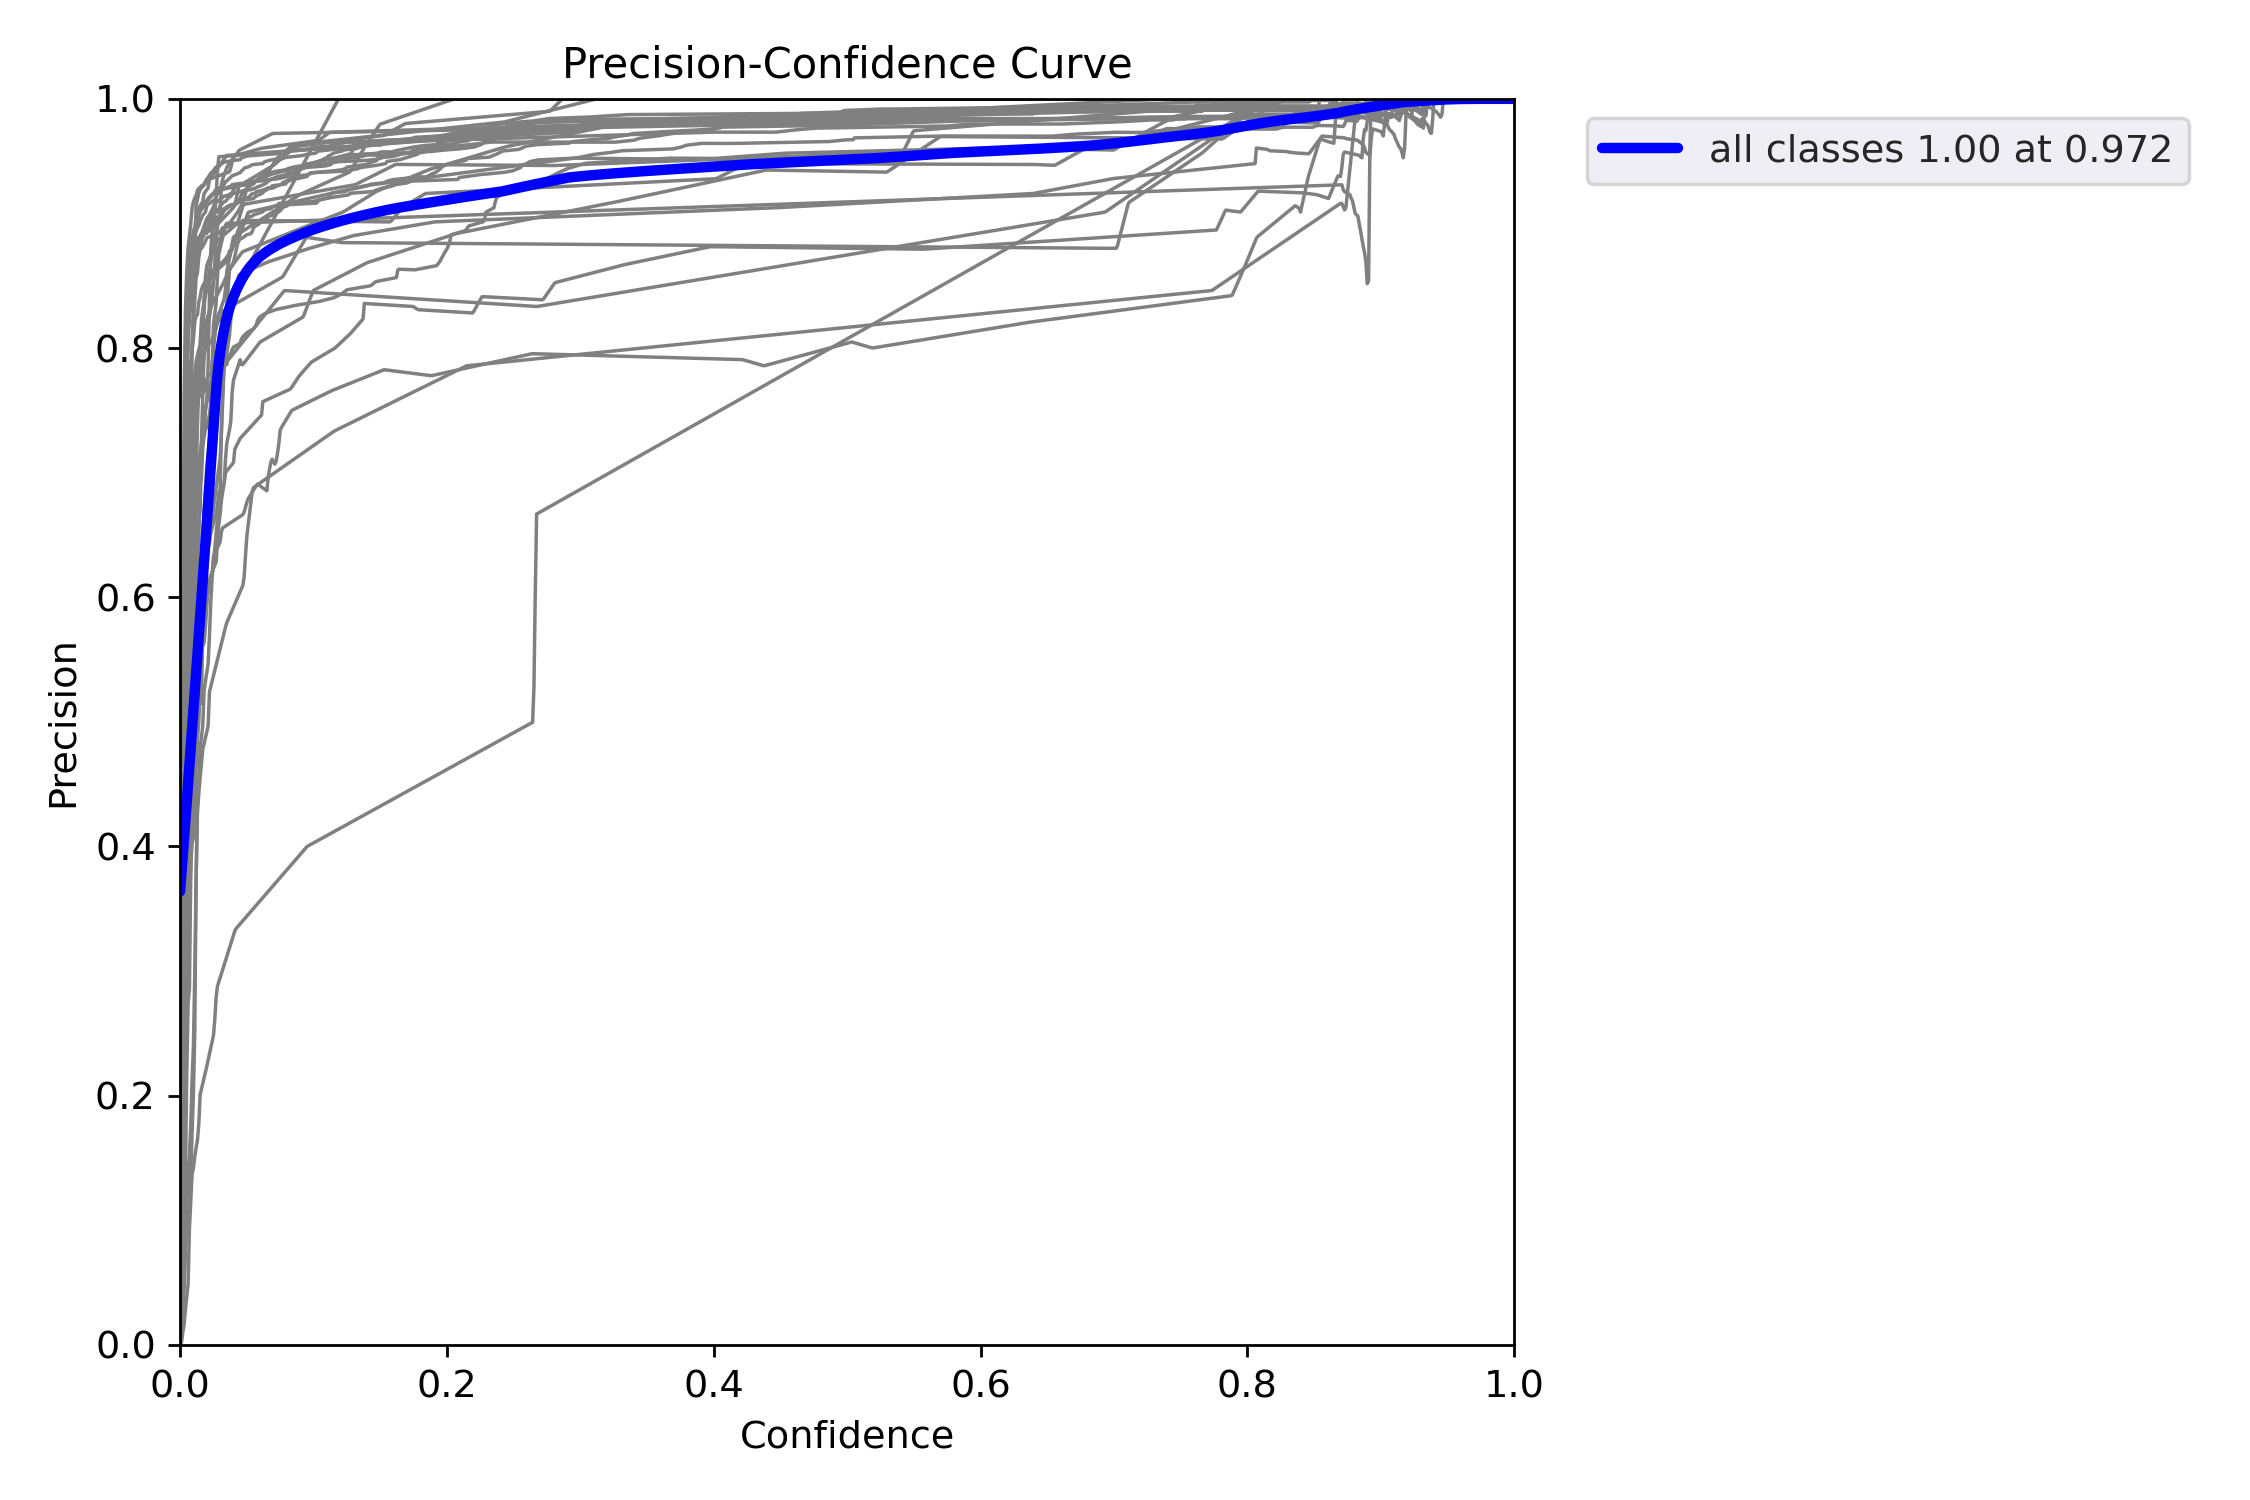 Precision-Confidence Curve
1.0
0.8
0.6
0.4
0.2
0.0
Precision
0.0 0.2 0.4 0.6 0.8 1.0
Confidence
all classes 1.00 at 0.972